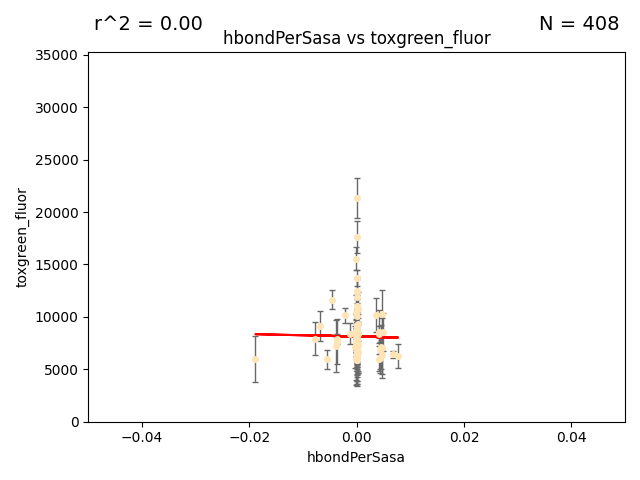 r^2 = 0.00
N = 408
hbondPerSasa vs toxgreen_fluor
35000
30000
25000
20000
15000
10000
5000
0
toxgreen_fluor
−0.04
−0.02
0.00
0.02
0.04
hbondPerSasa